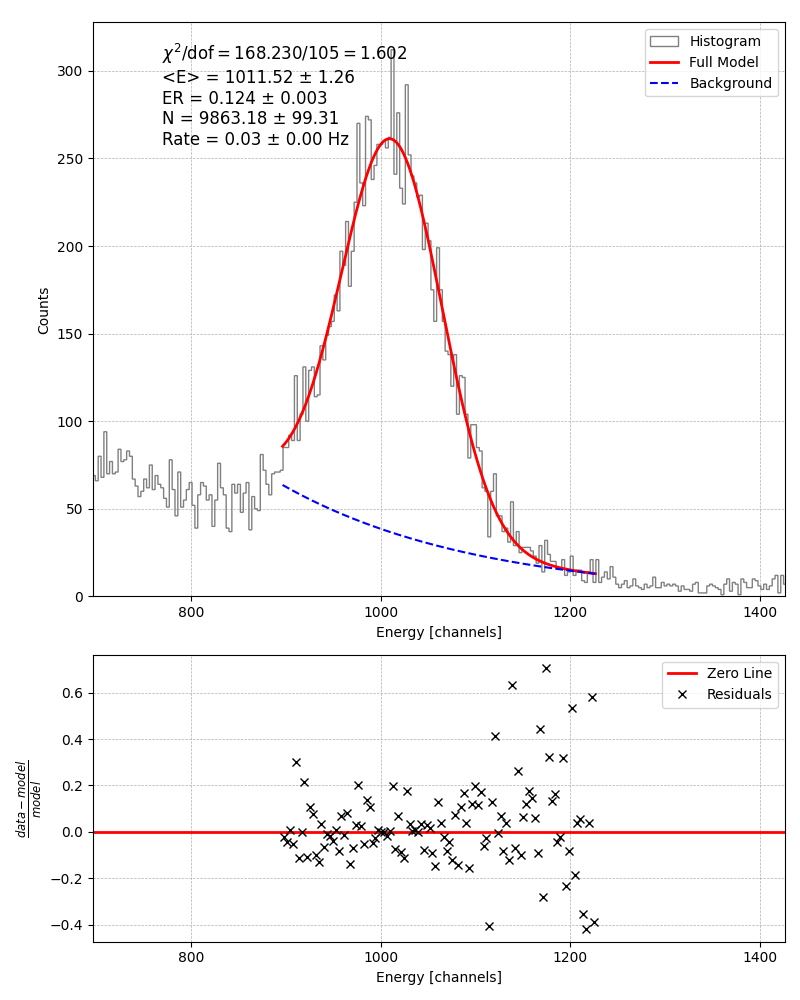 χ²/dof = 168.230/105 = 1.602
<E> = 1011.52 ± 1.26
ER = 0.124 ± 0.003
N = 9863.18 ± 99.31
Rate = 0.03 ± 0.00 Hz
Histogram
Full Model
Background
300
250
200
150
100
50
0
Counts
800 1000 1200 1400
Energy [channels]
Zero Line
Residuals
0.6
0.4
0.2
0.0
−0.2
−0.4
data − model
model
800 1000 1200 1400
Energy [channels]